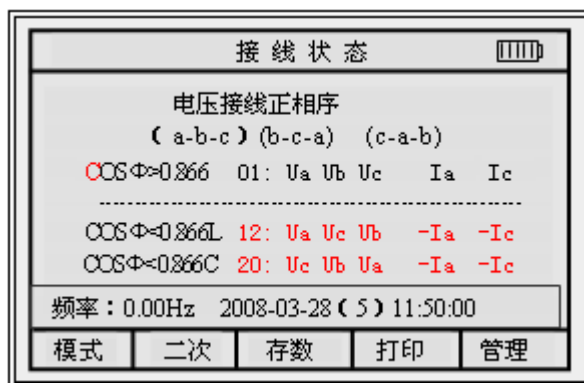 接线状态
电压接线正相序
( a-b-c ) (b-c-a) (c-a-b)
COSΦ≈0.866 01: Ua Ub Uc Ia Ic
COSΦ<0.866L 12: Ua Uc Ub -Ia -Ic
COSΦ<0.866C 20: Uc Ub Ua -Ia -Ic
频率：0.00Hz 2008-03-28 ( 5 ) 11:50:00
模式 二次 存数 打印 管理